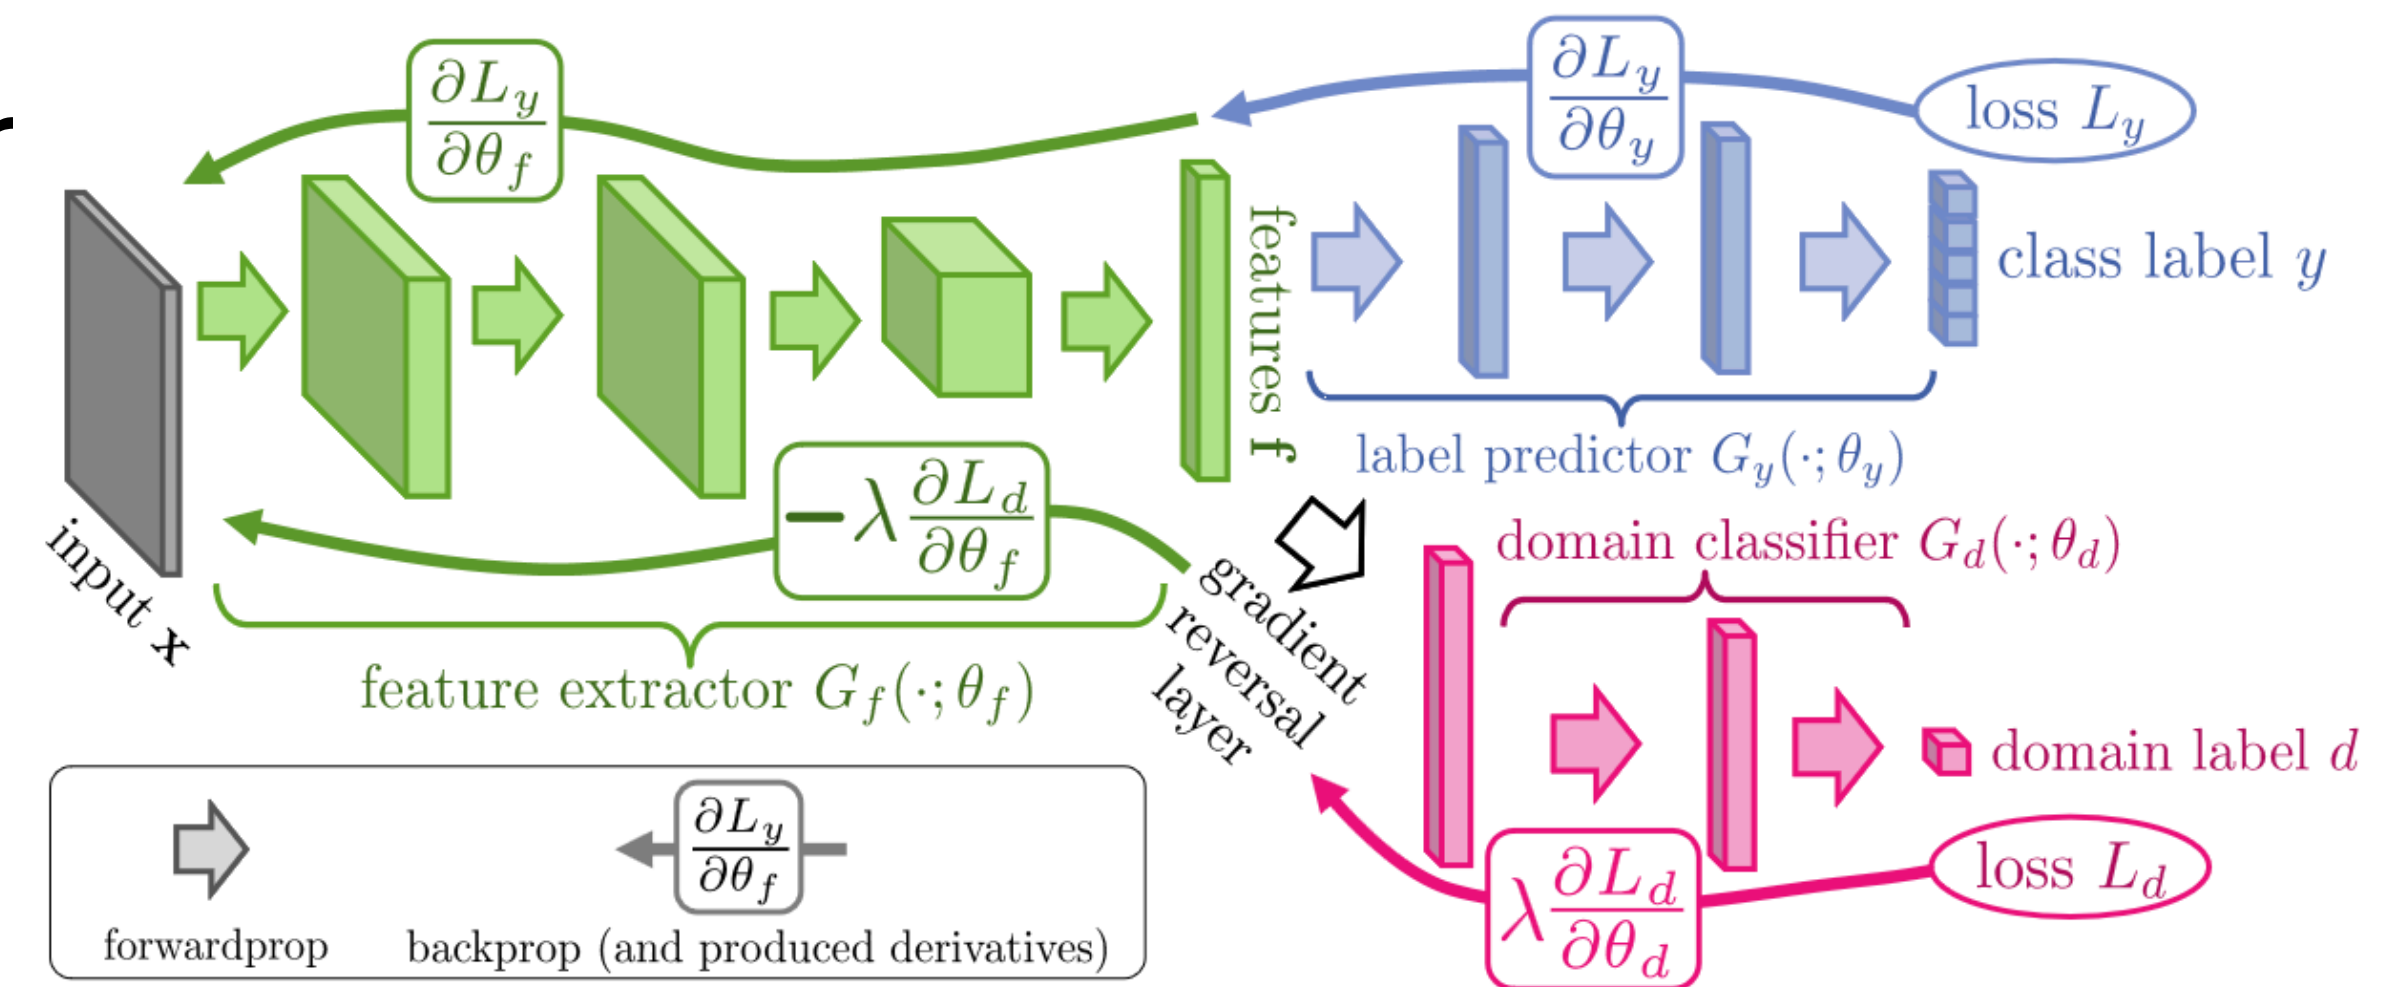 ∂L_y/∂θ_f
∂L_y/∂θ_y
loss L_y
features f
class label y
label predictor G_y(·; θ_y)
input x
−λ ∂L_d/∂θ_f
feature extractor G_f(·; θ_f)
gradient
reversal
layer
domain classifier G_d(·; θ_d)
domain label d
λ ∂L_d/∂θ_d
loss L_d
forwardprop
∂L_y/∂θ_f
backprop (and produced derivatives)